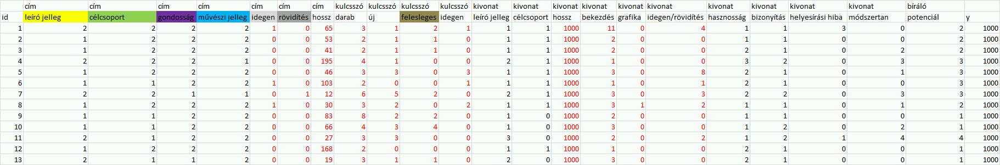 cím cím cím cím cím cím cím kulcsszó kulcsszó kulcsszó kulcsszó kivonat kivonat kivonat kivonat kivonat kivonat kivonat kivonat kivonat kivonat bíráló
id leíró jelleg célcsoport gondosság művészi jelleg idegen rövidítés hossz darab új felesleges idegen leíró jelleg célcsoport hossz bekezdés grafika idegen/rövidítés hasznosság bizonyítás helyesírási hiba módszertan potenciál y
1 2 2 2 2 1 0 65 3 1 2 1 1 1 1000 11 0 4 1 1 3 0 2 1000
2 1 2 2 2 0 0 53 2 1 1 0 1 1 1000 2 0 0 1 1 0 0 2 1000
3 1 2 2 2 0 0 41 2 1 1 0 1 1 1000 2 0 0 1 1 0 2 2 1000
4 2 2 2 1 0 0 195 4 1 0 0 2 1 1000 1 0 0 3 2 0 3 3 1000
5 1 2 2 2 0 0 46 3 3 0 3 1 1 1000 3 0 8 2 1 0 1 3 1000
6 1 1 2 2 1 0 103 2 0 0 1 1 1 1000 1 0 1 2 1 0 0 3 1000
7 2 2 1 1 0 1 12 6 5 2 0 2 1 1000 3 0 3 2 2 0 3 3 1000
8 1 2 2 2 1 0 30 3 2 0 2 1 1 1000 3 1 2 1 1 0 1 2 1000
9 1 1 2 2 0 0 83 8 2 2 0 1 0 1000 2 0 0 1 1 0 0 1 1000
10 1 1 2 2 0 0 66 4 3 4 0 1 0 1000 3 0 0 1 1 0 2 1 1000
11 2 1 2 2 0 0 27 3 3 0 0 3 0 1000 2 0 2 1 2 1 4 4 1000
12 1 2 2 2 0 0 168 2 0 0 0 1 1 1000 1 0 0 2 1 0 0 1 1000
13 2 1 1 2 0 0 19 3 1 1 0 2 0 1000 3 0 0 2 1 0 0 1 1000